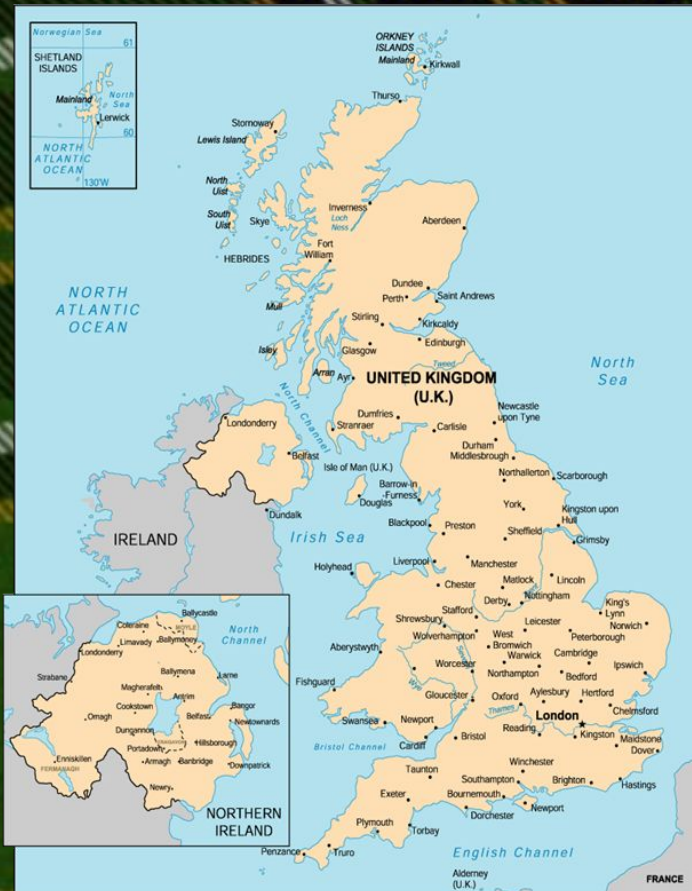 Norwegian Sea
61
SHETLAND
ISLANDS
Mainland
North
Sea
Lerwick
60
NORTH
ATLANTIC
OCEAN
130'W
ORKNEY
ISLANDS
Mainland
Kirkwall
Thurso
Stornoway
Lewis Island
North
Uist
South
Uist
Skye
HEBRIDES
Inverness
Loch
Ness
Aberdeen
Fort
William
NORTH
ATLANTIC
OCEAN
Mull
Dundee
Perth
Saint Andrews
Stirling
Kirkcaldy
Islay
Glasgow
Edinburgh
North
Sea
Arran
Ayr
Tweed
UNITED KINGDOM
(U.K.)
North Channel
Londonderry
Stranraer
Dumfries
Carlisle
Newcastle
upon Tyne
Belfast
Durham
Middlesbrough
Isle of Man (U.K.)
Douglas
Barrow-in
-Furness
Northallerton
Scarborough
Dundalk
York
Kingston upon
Hull
IRELAND
Irish Sea
Blackpool
Preston
Sheffield
Grimsby
Holyhead
Liverpool
Manchester
Chester
Matlock
Lincoln
Derby
Nottingham
Stafford
Shrewsbury
King's
Lynn
Norwich
Wolverhampton
West
Bromwich
Leicester
Peterborough
Aberystwyth
Warwick
Cambridge
Worcester
Northampton
Bedford
Ipswich
Severn
Wye
Fishguard
Gloucester
Oxford
Aylesbury
Hertford
Chelmsford
Swansea
Newport
Thames
London
Bristol Channel
Cardiff
Bristol
Reading
Kingston
Maidstone
Dover
Taunton
Winchester
Southampton
Brighton
Hastings
Exeter
Bournemouth
Dorchester
Newport
Plymouth
Torbay
Penzance
Truro
English Channel
Alderney
(U.K.)
FRANCE
Ballycastle
Coleraine
MOYLE
Limavady
Ballymoney
North
Channel
Londonderry
Strabane
Ballymena
Larne
Magherafelt
Antrim
Cookstown
Bangor
Omagh
Belfast
Newtownards
Dungannon
CRAIGAVON
Portadown
Hillsborough
Enniskillen
Armagh
Banbridge
Downpatrick
FERMANAGH
Newry
NORTHERN
IRELAND